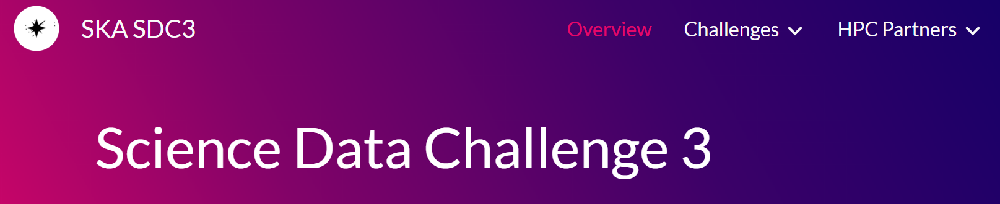 SKA SDC3 Overview Challenges HPC Partners
Science Data Challenge 3